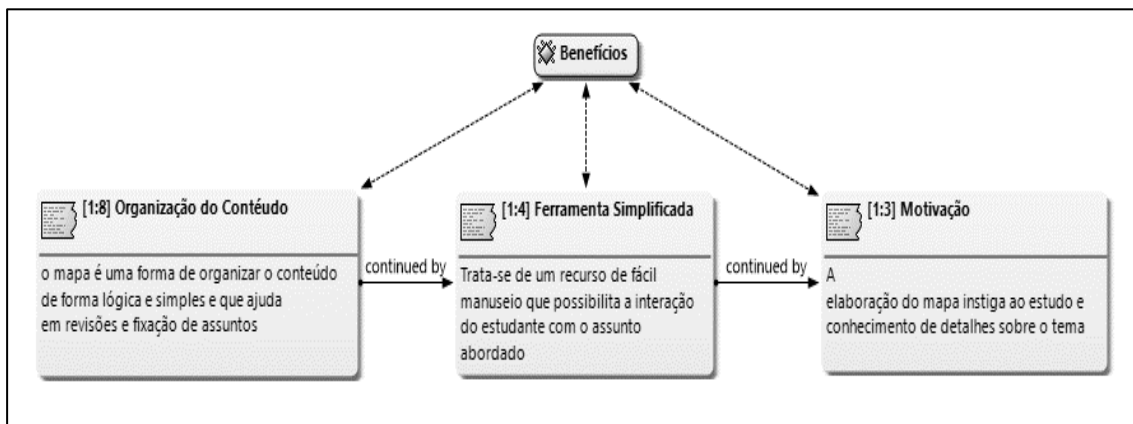 Benefícios
[1:8] Organização do Contéudo
o mapa é uma forma de organizar o conteúdo
de forma lógica e simples e que ajuda
em revisões e fixação de assuntos
continued by
[1:4] Ferramenta Simplificada
Trata-se de um recurso de fácil
manuseio que possibilita a interação
do estudante com o assunto
abordado
continued by
[1:3] Motivação
A
elaboração do mapa instiga ao estudo e
conhecimento de detalhes sobre o tema